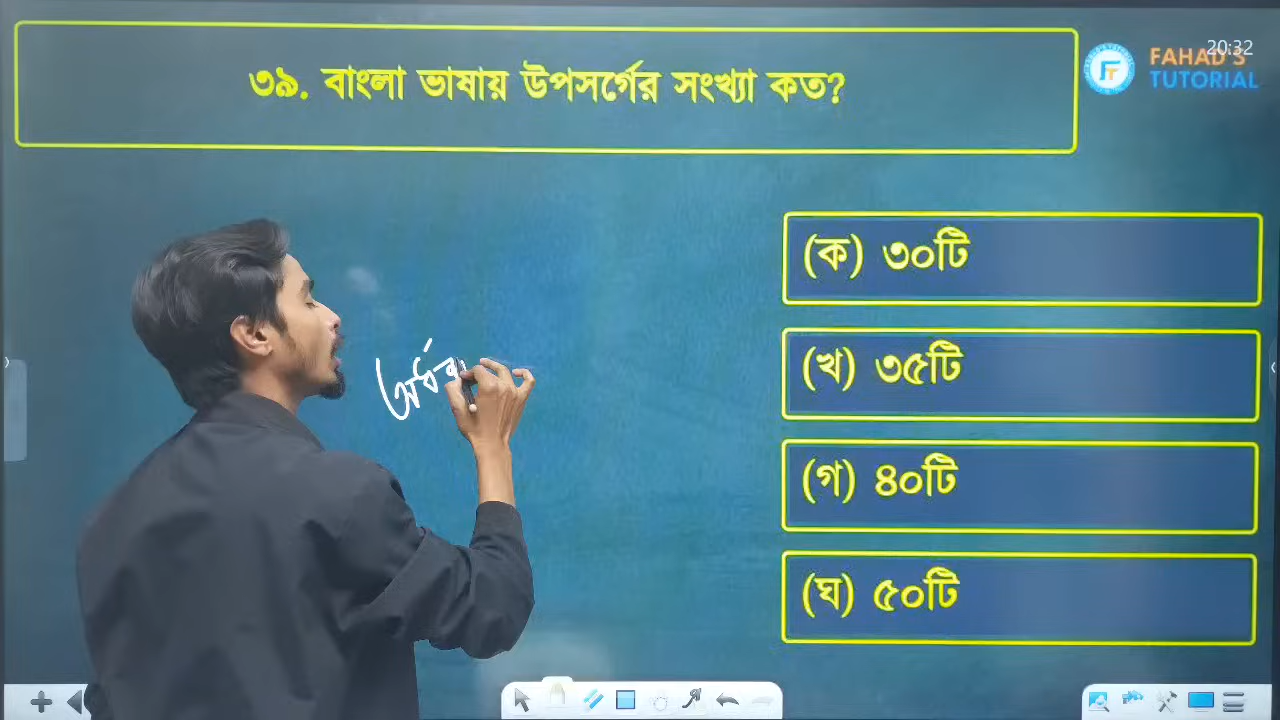 ৩৯. বাংলা ভাষায় উপসর্গের সংখ্যা কত?
20:32
FAHAD'S
TUTORIAL
(ক) ৩০টি
(খ) ৩৫টি
(গ) ৪০টি
(ঘ) ৫০টি